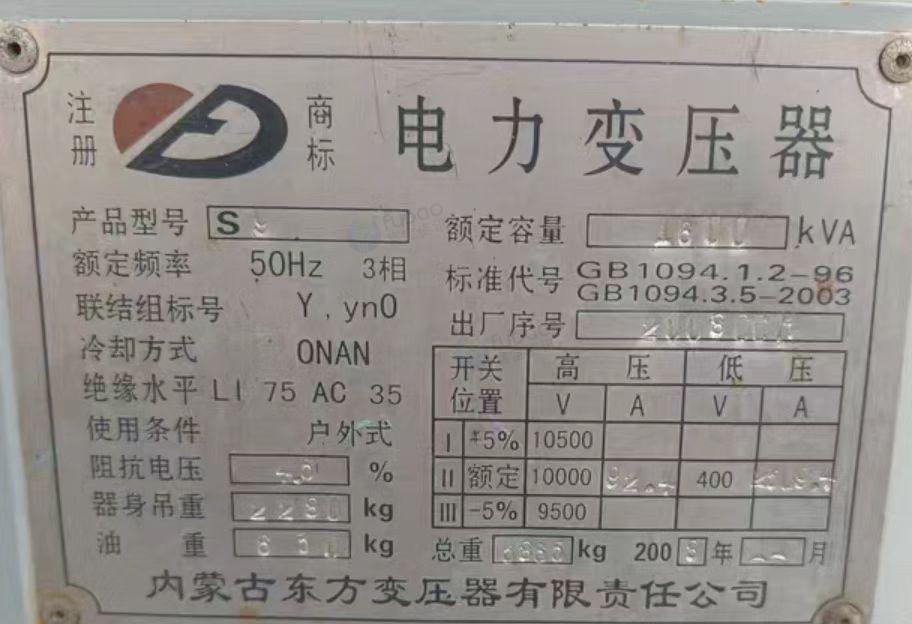 注册 商标 电力变压器
产品型号 S9 额定容量 1600 kVA
额定频率 50Hz 3相 标准代号 GB1094.1.2-96
GB1094.3.5-2003
联结组标号 Y,yn0
出厂序号
冷却方式 ONAN
绝缘水平 LI 75 AC 35
使用条件 户外式
阻抗电压 %
器身吊重 kg
油重 kg
开关位置 高压 低压
V A V A
I +5% 10500
II 额定 10000 92.4 400
III -5% 9500
总重 kg 200 年 月
内蒙古东方变压器有限责任公司